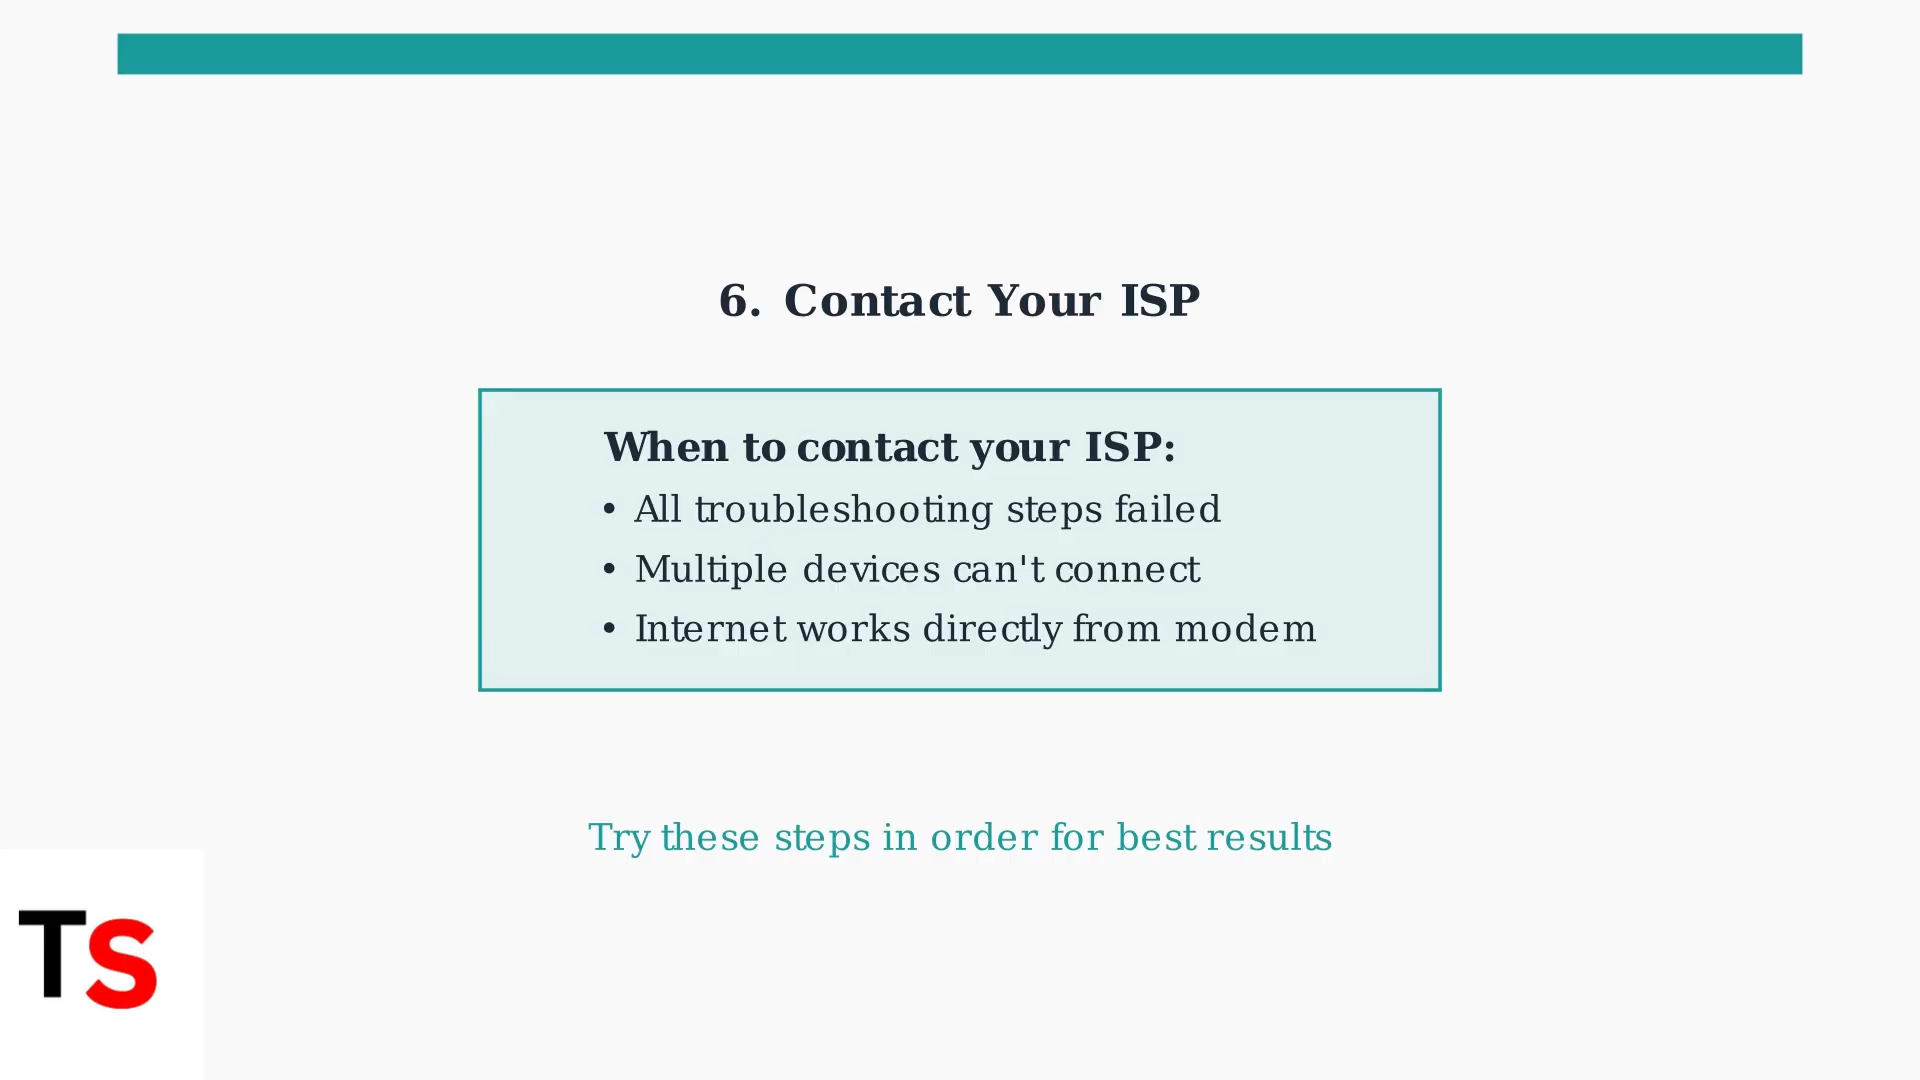 6. Contact Your ISP
When to contact your ISP:
• All troubleshooting steps failed
• Multiple devices can't connect
• Internet works directly from modem
Try these steps in order for best results
TS